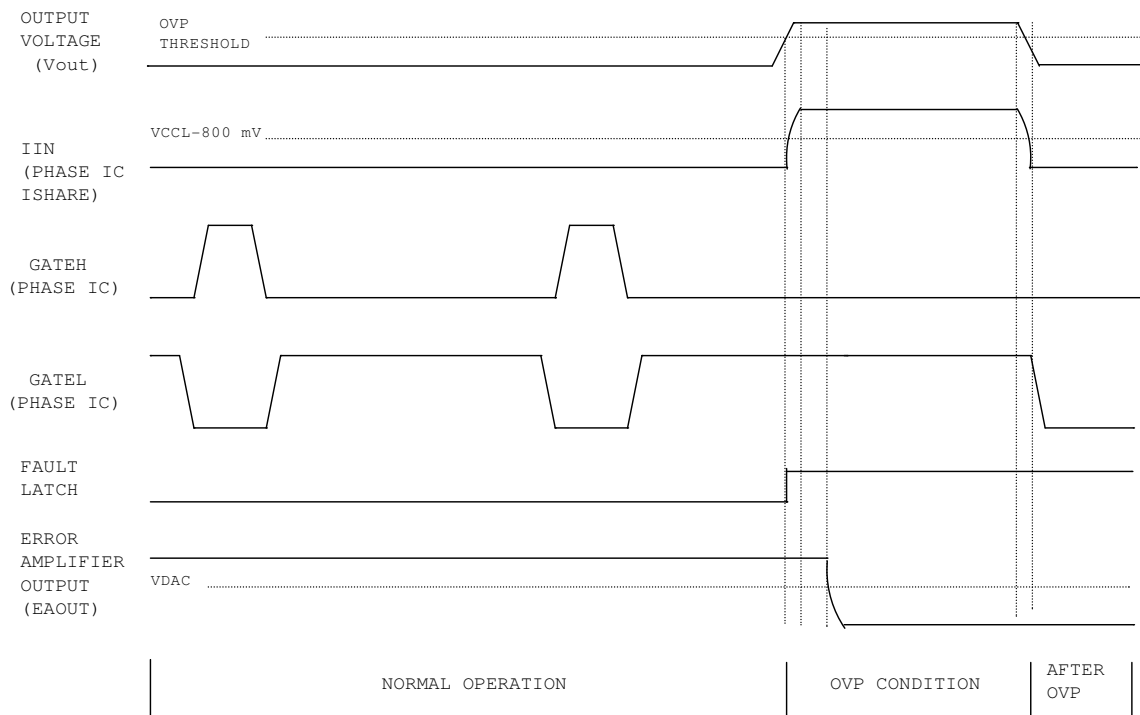 OUTPUT
VOLTAGE
(Vout)
OVP
THRESHOLD
IIN
(PHASE IC
ISHARE)
VCCL-800 mV
GATEH
(PHASE IC)
GATEL
(PHASE IC)
FAULT
LATCH
ERROR
AMPLIFIER
OUTPUT
(EAOUT)
VDAC
NORMAL OPERATION
OVP CONDITION
AFTER
OVP